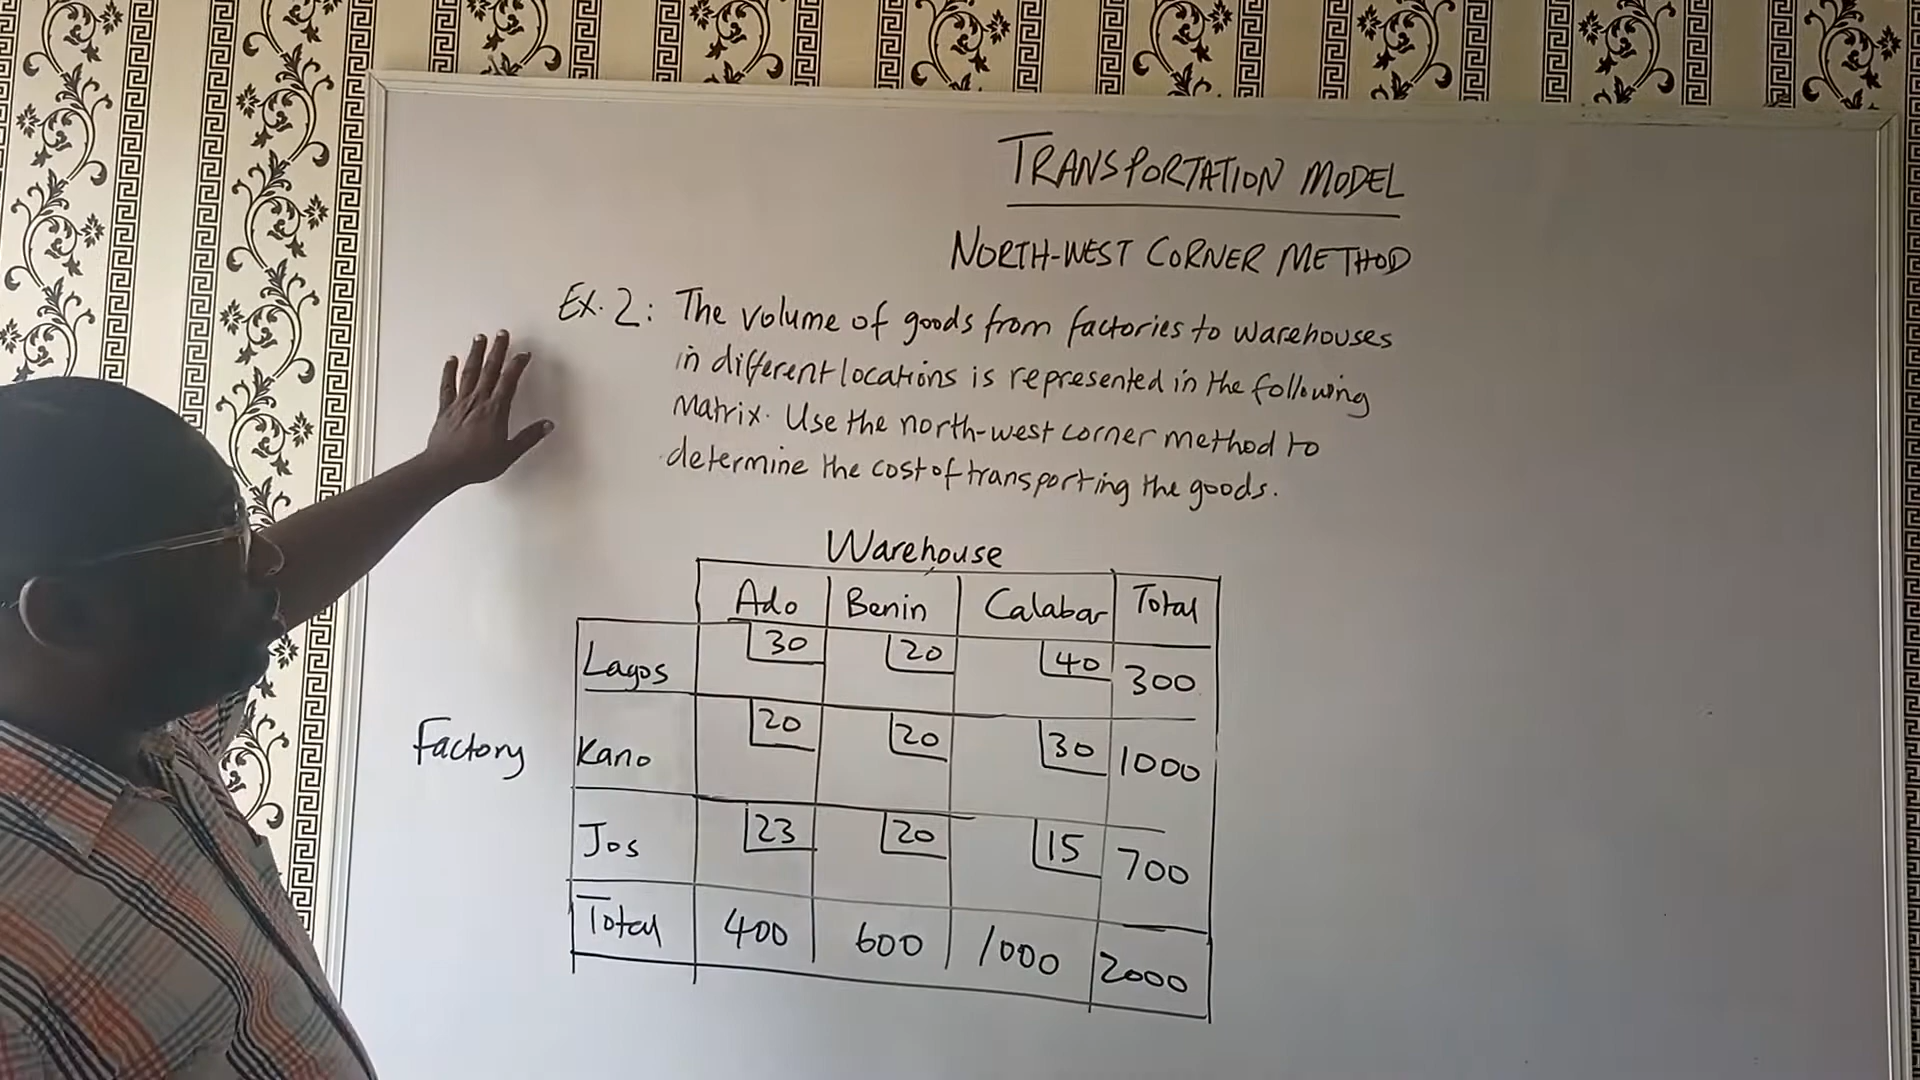 TRANSPORTATION MODEL
NORTH-WEST CORNER METHOD
Ex. 2: The volume of goods from factories to warehouses
in different locations is represented in the following
Matrix. Use the north-west corner method to
determine the cost of transporting the goods.
Warehouse
Ado Benin Calabar Total
Lagos 30 20 40 300
Factory Kano 20 20 30 1000
Jos 23 20 15 700
Total 400 600 1000 2000